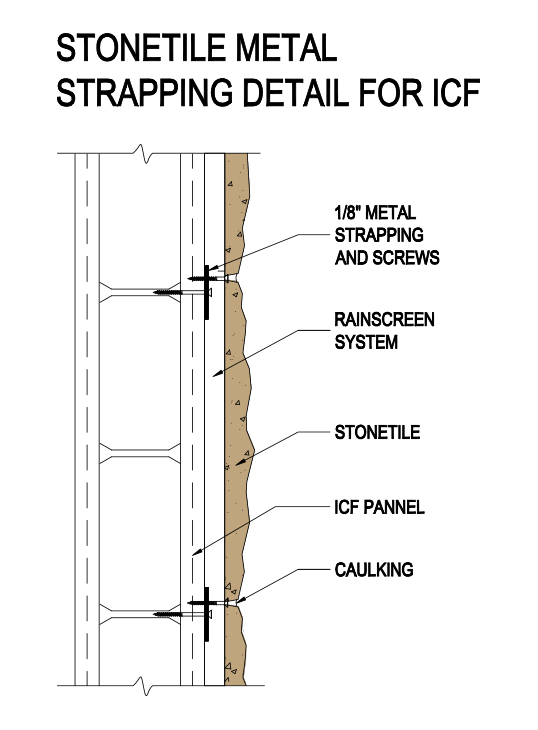 STONETILE METAL
STRAPPING DETAIL FOR ICF
1/8" METAL
STRAPPING
AND SCREWS
RAINSCREEN
SYSTEM
STONETILE
ICF PANNEL
CAULKING